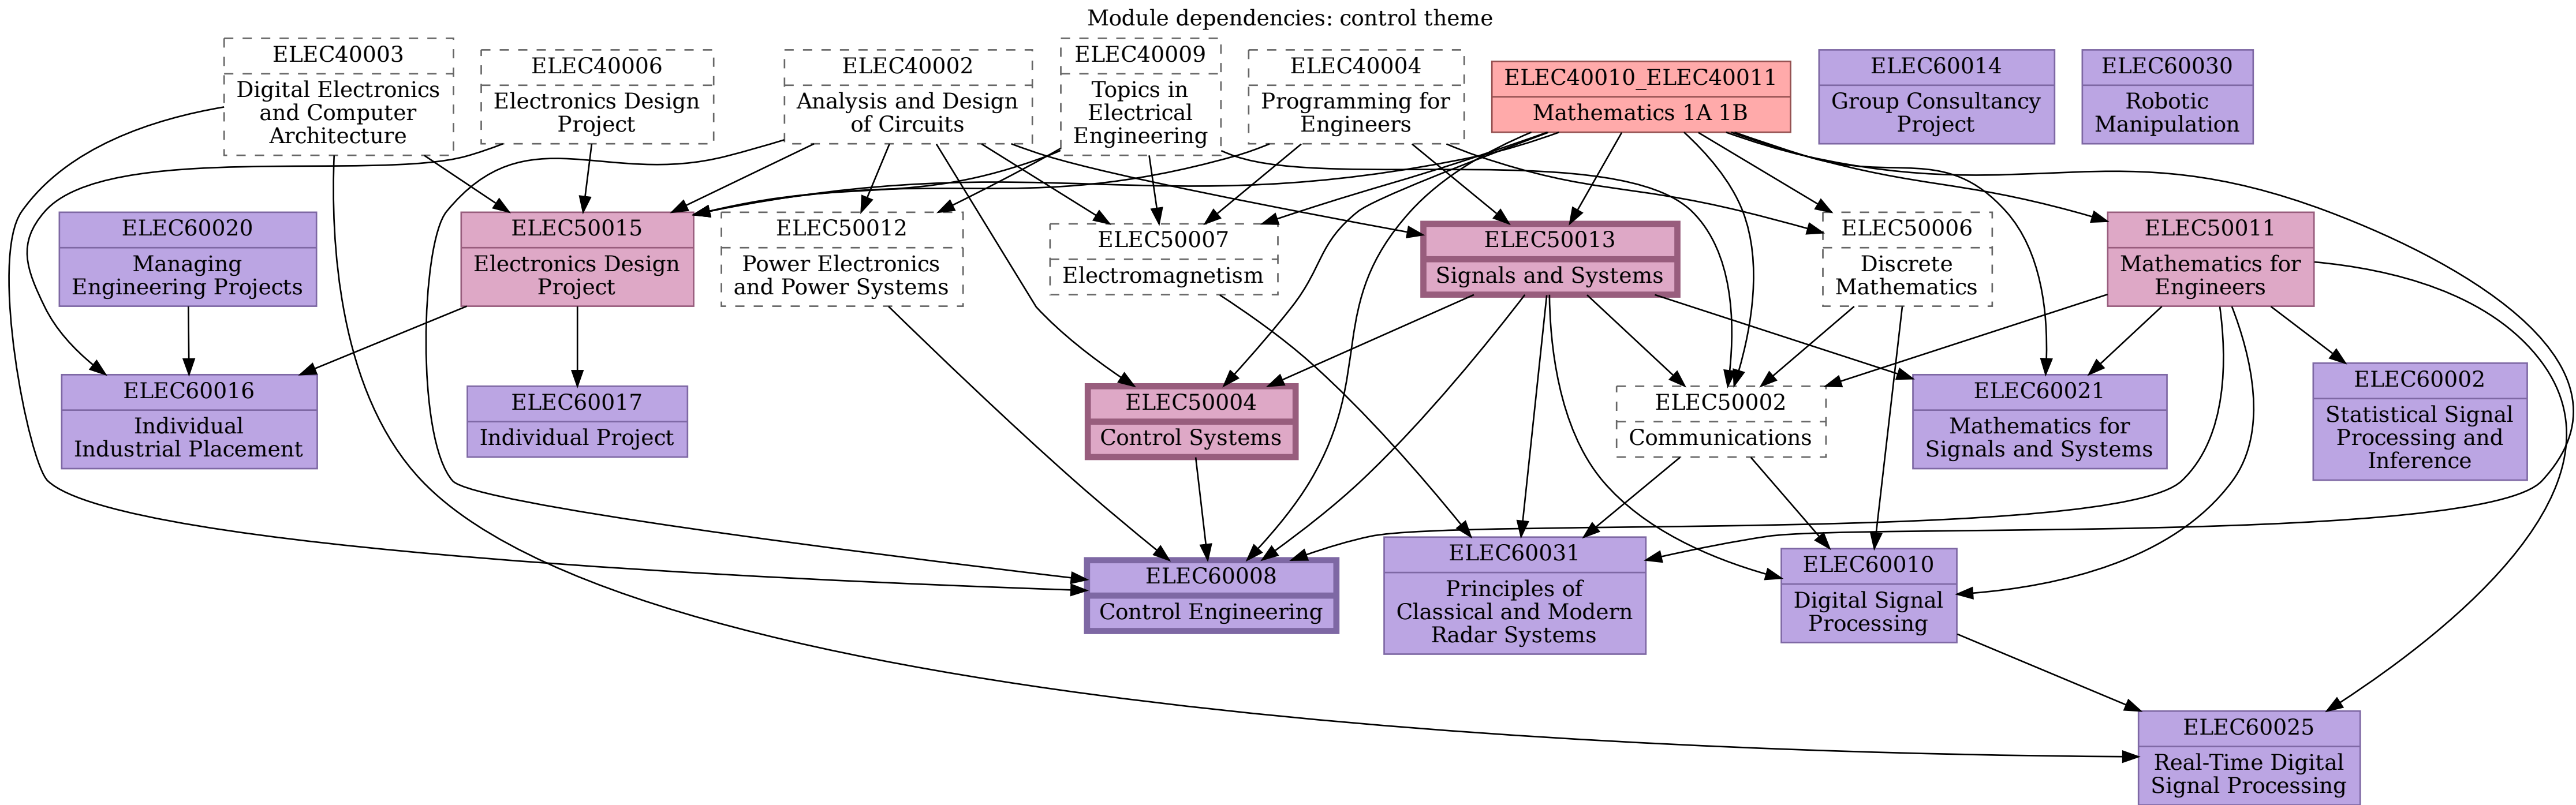 Module dependencies: control theme
ELEC40003
Digital Electronics
and Computer
Architecture
ELEC40006
Electronics Design
Project
ELEC40002
Analysis and Design
of Circuits
ELEC40009
Topics in
Electrical
Engineering
ELEC40004
Programming for
Engineers
ELEC40010_ELEC40011
Mathematics 1A 1B
ELEC60014
Group Consultancy
Project
ELEC60030
Robotic
Manipulation
ELEC60020
Managing
Engineering Projects
ELEC50015
Electronics Design
Project
ELEC50012
Power Electronics
and Power Systems
ELEC50007
Electromagnetism
ELEC50013
Signals and Systems
ELEC50006
Discrete
Mathematics
ELEC50011
Mathematics for
Engineers
ELEC60016
Individual
Industrial Placement
ELEC60017
Individual Project
ELEC50004
Control Systems
ELEC50002
Communications
ELEC60021
Mathematics for
Signals and Systems
ELEC60002
Statistical Signal
Processing and
Inference
ELEC60008
Control Engineering
ELEC60031
Principles of
Classical and Modern
Radar Systems
ELEC60010
Digital Signal
Processing
ELEC60025
Real-Time Digital
Signal Processing